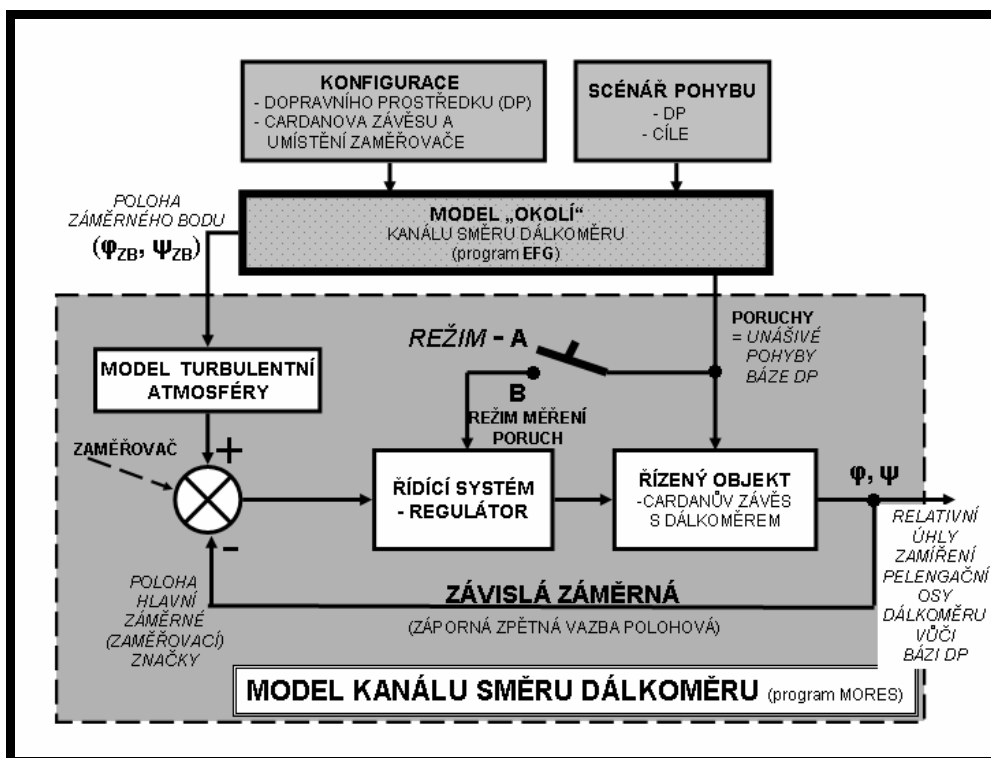 KONFIGURACE
- DOPRAVNÍHO PROSTŘEDKU (DP)
- CARDANOVA ZÁVĚSU A
UMÍSTĚNÍ ZAMĚŘOVAČE
SCÉNÁŘ POHYBU
- DP
- CÍLE
POLOHA
ZÁMĚRNÉHO BODU
(φZB, ΨZB)
MODEL „OKOLÍ“
KANÁLU SMĚRU DÁLKOMĚRU
(program EFG)
PORUCHY
= UNÁŠIVÉ
POHYBY
BÁZE DP
REŽIM - A
B
REŽIM MĚŘENÍ
PORUCH
MODEL TURBULENTNÍ
ATMOSFÉRY
ZAMĚŘOVAČ
+
-
ŘÍDÍCÍ SYSTÉM
- REGULÁTOR
ŘÍZENÝ OBJEKT
-CARDANŮV ZÁVĚS
S DÁLKOMĚREM
φ, Ψ
RELATIVNÍ
ÚHLY
ZAMÍŘENÍ
PELENGAČNÍ
OSY
DÁLKOMĚRU
VŮČI
BÁZI DP
POLOHA
HLAVNÍ
ZÁMĚRNÉ
(ZAMĚŘOVACÍ)
ZNAČKY
ZÁVISLÁ ZÁMĚRNÁ
(ZÁPORNÁ ZPĚTNÁ VAZBA POLOHOVÁ)
MODEL KANÁLU SMĚRU DÁLKOMĚRU (program MORES)